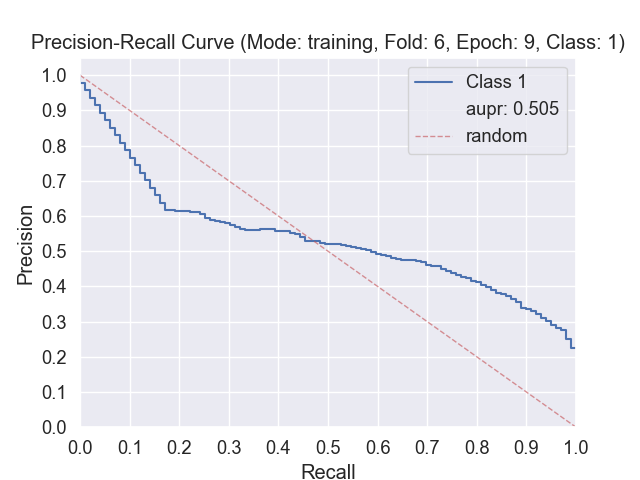 Precision-Recall Curve (Mode: training, Fold: 6, Epoch: 9, Class: 1)
1.0
0.9
0.8
0.7
0.6
0.5
0.4
0.3
0.2
0.1
0.0
Precision
Class 1
aupr: 0.505
random
0.0 0.1 0.2 0.3 0.4 0.5 0.6 0.7 0.8 0.9 1.0
Recall